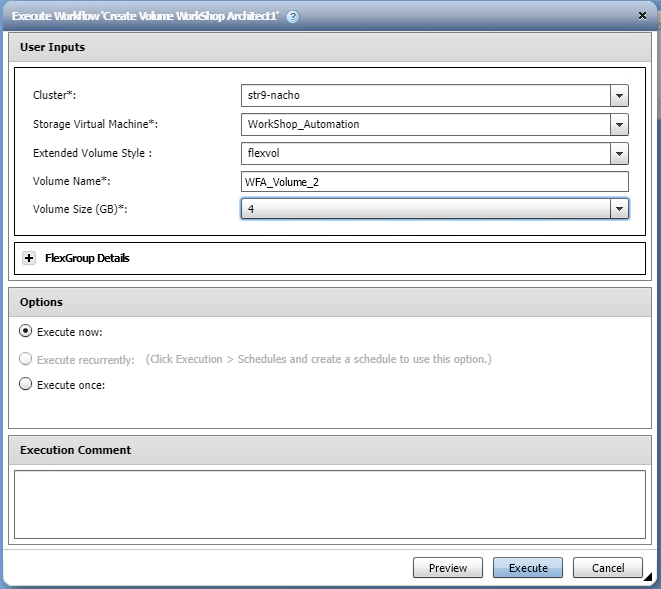 Execute Workflow 'Create Volume WorkShop Architect1' ?
User Inputs
Cluster*: str9-nacho
Storage Virtual Machine*: WorkShop_Automation
Extended Volume Style : flexvol
Volume Name*: WFA_Volume_2
Volume Size (GB)*: 4
FlexGroup Details
Options
Execute now:
Execute recurrently: (Click Execution > Schedules and create a schedule to use this option.)
Execute once:
Execution Comment
Preview Execute Cancel